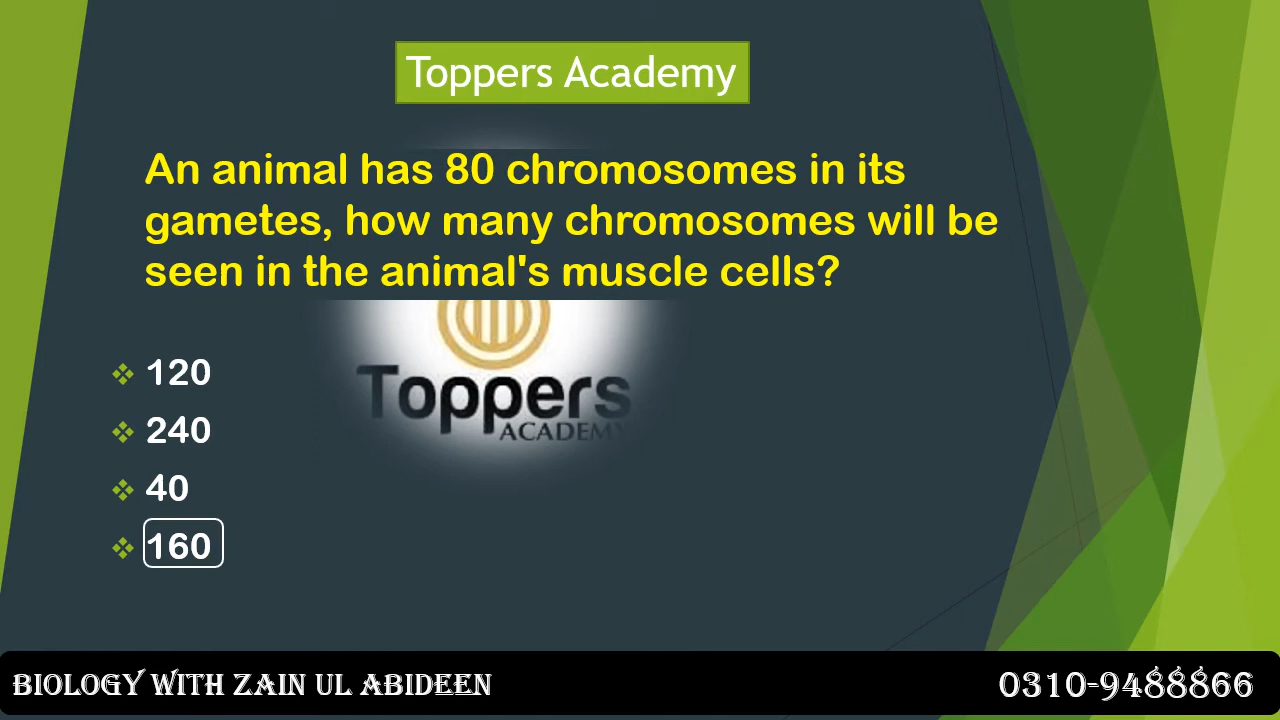 Toppers Academy
An animal has 80 chromosomes in its
gametes, how many chromosomes will be
seen in the animal's muscle cells?
120
240
40
160
Toppers
ACADEMY
BIOLOGY WITH ZAIN UL ABIDEEN
0310-9488866